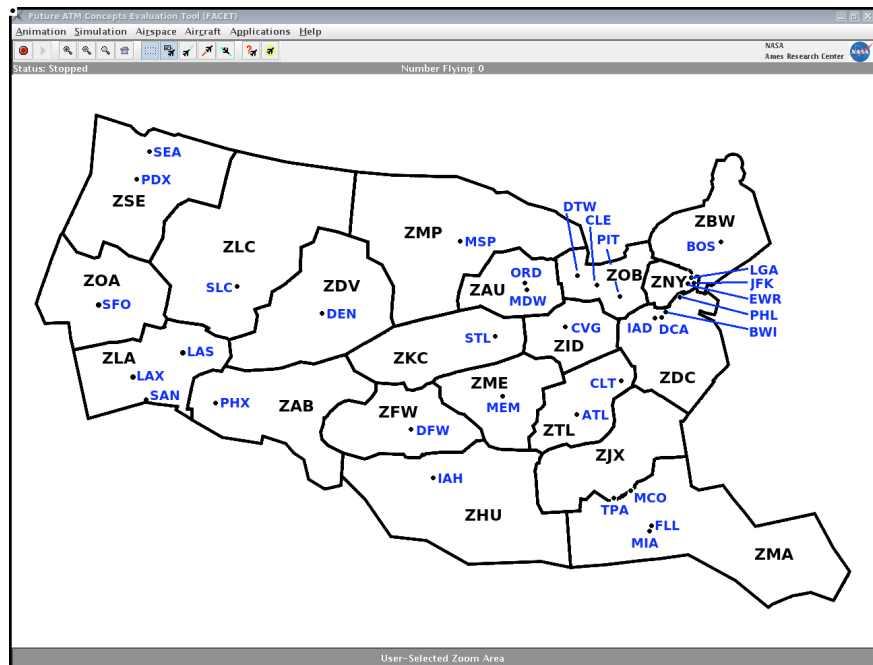 Future ATM Concepts Evaluation Tool (FACET)
Animation Simulation Airspace Aircraft Applications Help
NASA
Ames Research Center
NASA
Status: Stopped Number Flying: 0
SEA
PDX
ZSE
ZLC
ZMP
MSP
DTW
CLE
PIT
ZBW
BOS
ZOA
SFO
SLC
ZDV
DEN
ORD
ZAU
MDW
ZOB
ZNY
LGA
JFK
EWR
PHL
BWI
IAD DCA
ZLA
LAS
LAX
SAN
STL
ZKC
CVG
ZID
ZDC
PHX
ZAB
ZFW
DFW
ZME
MEM
CLT
ATL
ZTL
ZJX
IAH
ZHU
TPA
MCO
FLL
MIA
ZMA
User-Selected Zoom Area